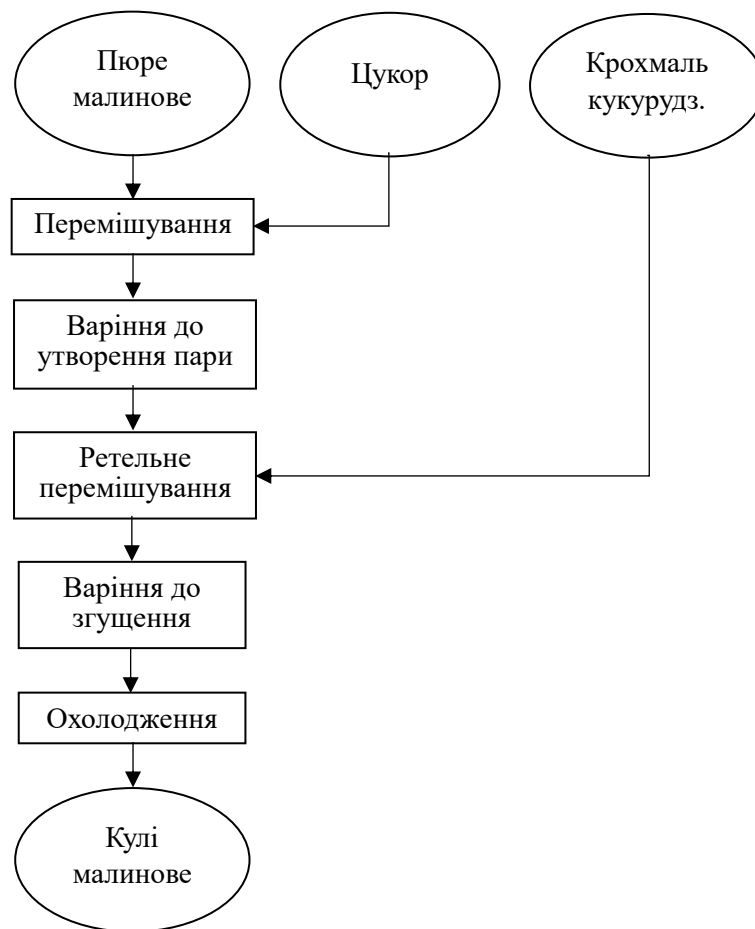 Пюре
малинове
Цукор
Крохмаль
кукурудз.
Перемішування
Варіння до
утворення пари
Ретельне
перемішування
Варіння до
згущення
Охолодження
Кулі
малинове